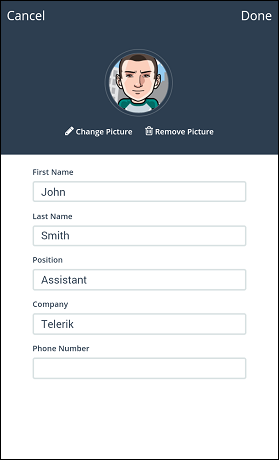 Cancel Done
Change Picture Remove Picture
First Name
John
Last Name
Smith
Position
Assistant
Company
Telerik
Phone Number